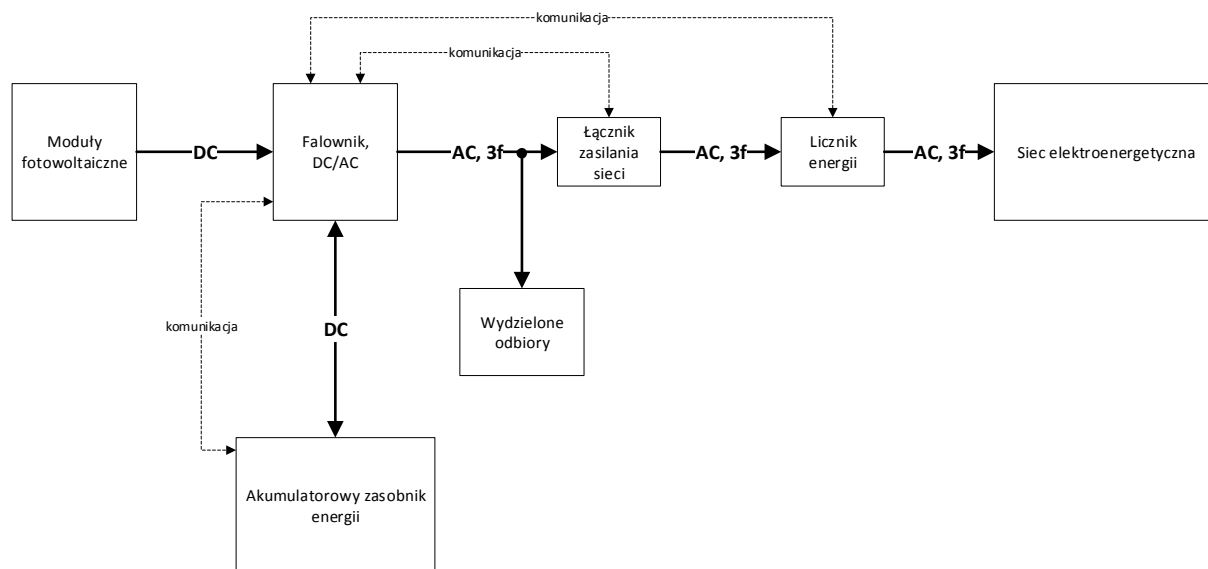 komunikacja
komunikacja
Moduły
fotowoltaiczne
DC
Falownik,
DC/AC
AC, 3f
Łącznik
zasilania
sieci
AC, 3f
Licznik
energii
AC, 3f
Siec elektroenergetyczna
komunikacja
DC
Wydzielone
odbiory
Akumulatorowy zasobnik
energii